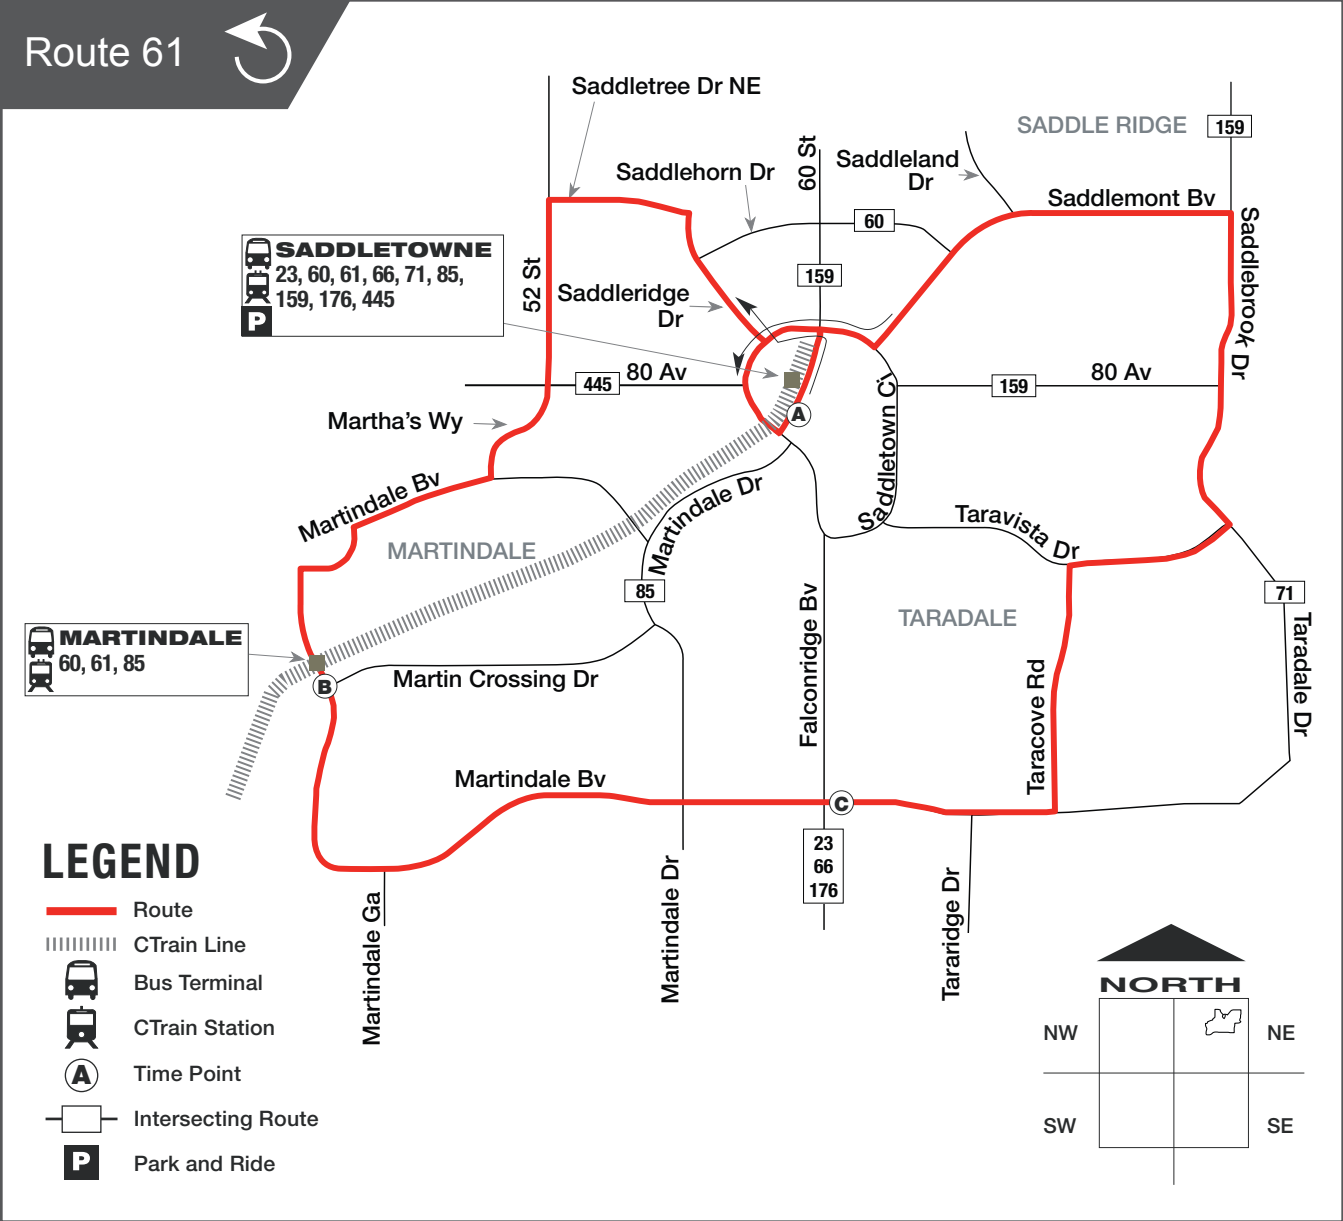 Route 61
Saddletree Dr NE
SADDLE RIDGE
159
60 St
Saddleland
Dr
Saddlehorn Dr
Saddlemont Bv
60
Saddlebrook Dr
SADDLETOWNE
23, 60, 61, 66, 71, 85,
159, 176, 445
P
52 St
159
Saddleridge
Dr
445
80 Av
159
80 Av
A
Saddletown Ci
Martha's Wy
Martindale Bv
Martindale Dr
Taravista Dr
MARTINDALE
85
71
TARADALE
Falconridge Bv
Taradale Dr
MARTINDALE
60, 61, 85
B
Martin Crossing Dr
Taracove Rd
Martindale Bv
C
23
66
176
Martindale Ga
Martindale Dr
Tararidge Dr
LEGEND
Route
CTrain Line
Bus Terminal
CTrain Station
A
Time Point
Intersecting Route
P
Park and Ride
NORTH
NW
NE
SW
SE